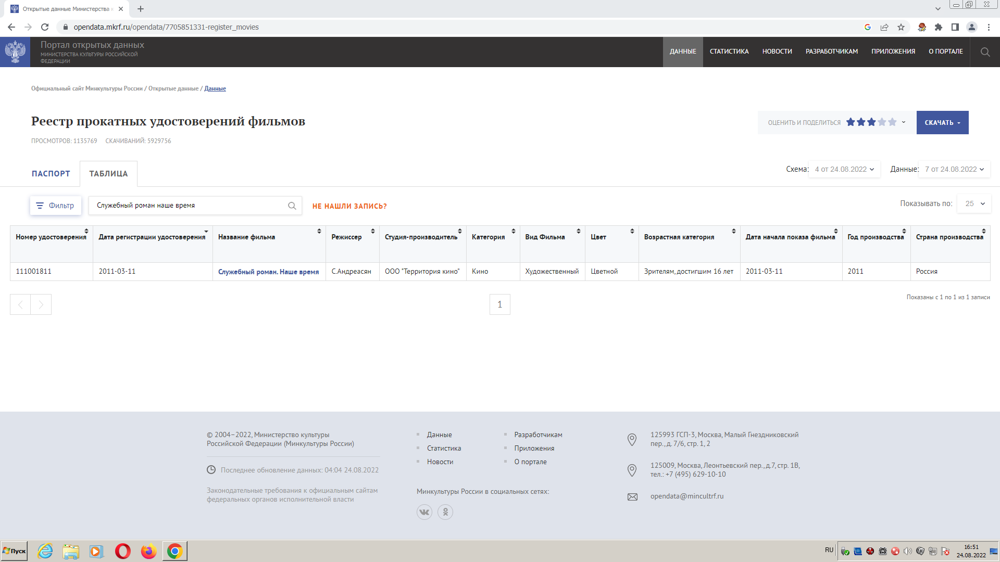 Открытые данные Министерства к
opendata.mkrf.ru/opendata/7705851331-register_movies
Портал открытых данных
МИНИСТЕРСТВА КУЛЬТУРЫ РОССИЙСКОЙ
ФЕДЕРАЦИИ
ДАННЫЕ СТАТИСТИКА НОВОСТИ РАЗРАБОТЧИКАМ ПРИЛОЖЕНИЯ О ПОРТАЛЕ
Официальный сайт Минкультуры России / Открытые данные / Данные
Реестр прокатных удостоверений фильмов
ОЦЕНИТЬ И ПОДЕЛИТЬСЯ
СКАЧАТЬ
ПРОСМОТРОВ: 1135769 СКАЧИВАНИЙ: 5929756
ПАСПОРТ ТАБЛИЦА
Схема: 4 от 24.08.2022 Данные: 7 от 24.08.2022
Фильтр Служебный роман наше время НЕ НАШЛИ ЗАПИСЬ? Показывать по: 25
Номер удостоверения Дата регистрации удостоверения Название фильма Режиссер Студия-производитель Категория Вид Фильма Цвет Возрастная категория Дата начала показа фильма Год производства Страна производства
111001811 2011-03-11 Служебный роман. Наше время С.Андреасян ООО "Территория кино" Кино Художественный Цветной Зрителям, достигшим 16 лет 2011-03-11 2011 Россия
1
Показаны с 1 по 1 из 1 записи
© 2004–2022, Министерство культуры
Российской Федерации (Минкультуры России)
Последнее обновление данных: 04:04 24.08.2022
Законодательные требования к официальным сайтам
федеральных органов исполнительной власти
Данные
Статистика
Новости
Разработчикам
Приложения
О портале
Минкультуры России в социальных сетях:
125993 ГСП-3, Москва, Малый Гнездниковский
пер., д. 7/6, стр. 1, 2
125009, Москва, Леонтьевский пер., д.7, стр. 1В,
тел.: +7 (495) 629-10-10
opendata@mincultrf.ru
Пуск
RU
16:51
24.08.2022